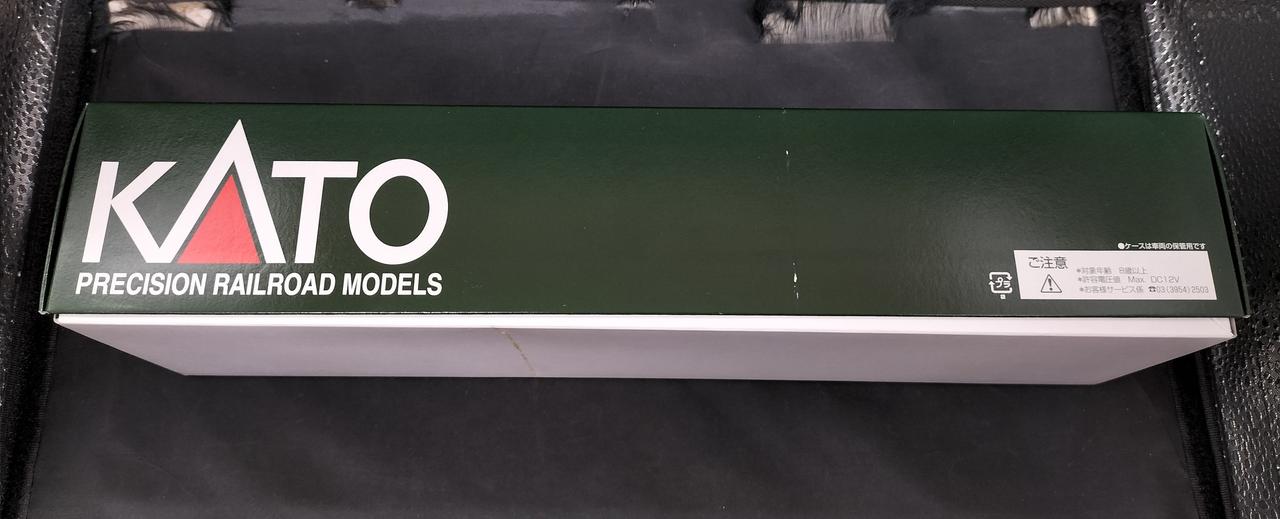 KATO
PRECISION RAILROAD MODELS
●ケースは車両の保管用です
ご注意
*対象年齢 8歳以上
*許容電圧値 Max. DC12V
*お客様サービス係 ☎03(3954)2503
プラ